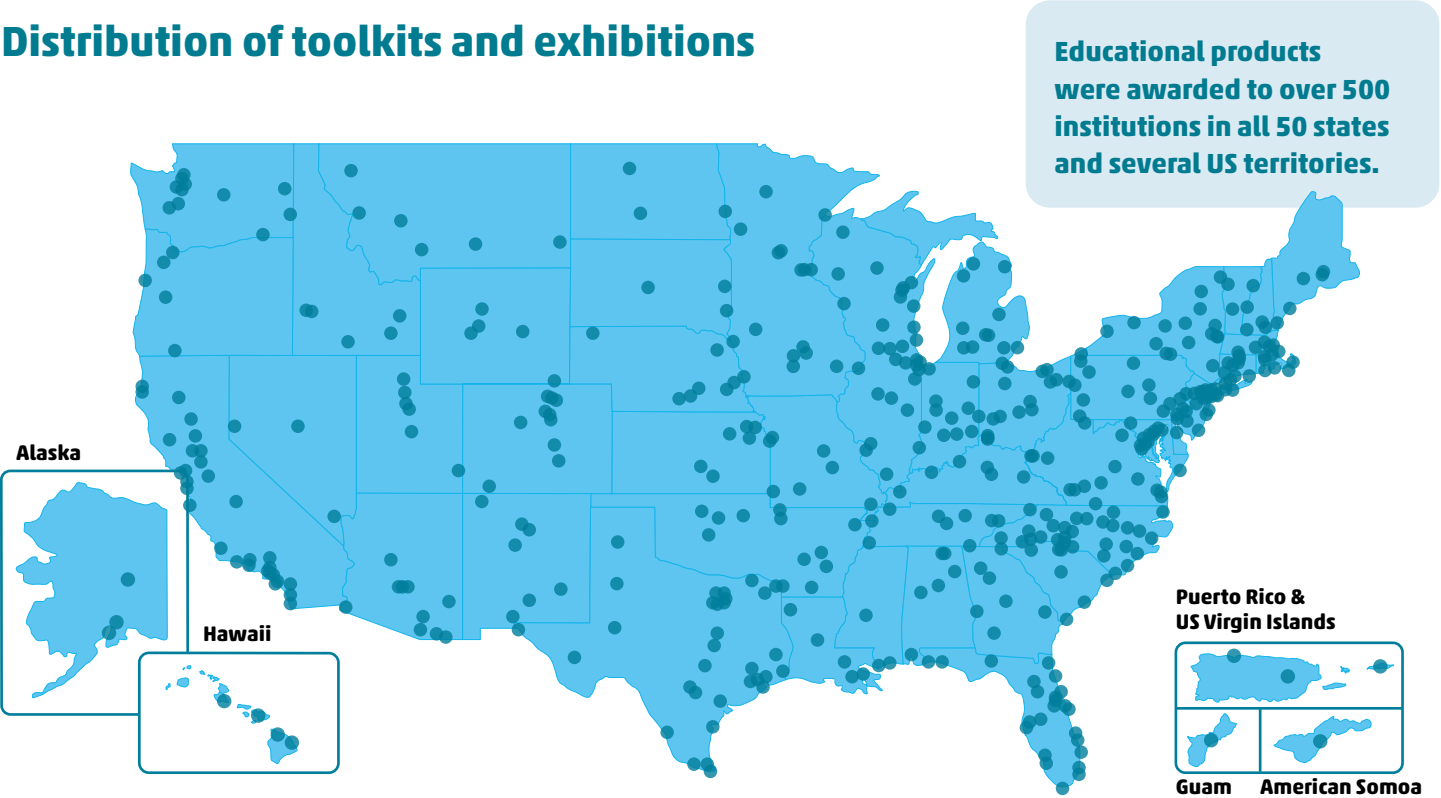 Distribution of toolkits and exhibitions
Educational products
were awarded to over 500
institutions in all 50 states
and several US territories.
Alaska
Hawaii
Puerto Rico &
US Virgin Islands
Guam
American Somoa